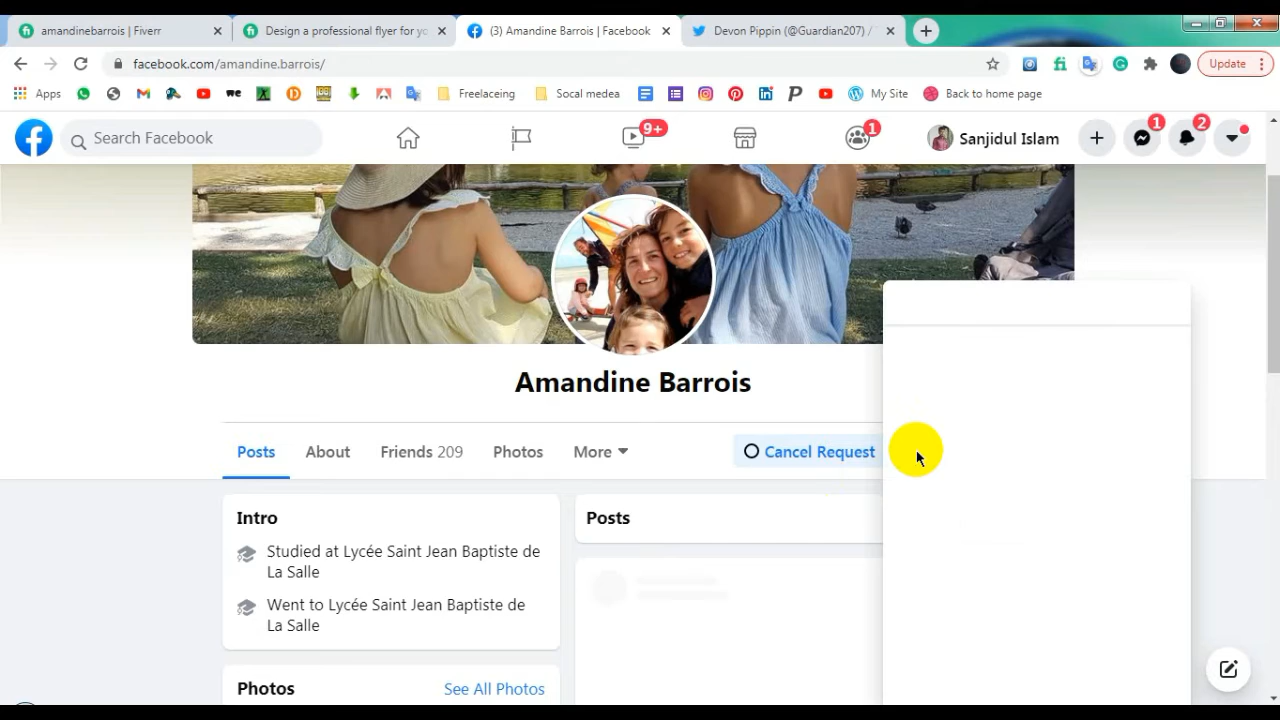 amandinebarrois | Fiverr
Design a professional flyer for yo
(3) Amandine Barrois | Facebook
Devon Pippin (@Guardian207) /
facebook.com/amandine.barrois/
Update
Apps
Freelaceing
Socal medea
My Site
Back to home page
Search Facebook
9+
1
Sanjidul Islam
1
2
Amandine Barrois
Posts
About
Friends 209
Photos
More
Cancel Request
Intro
Studied at Lycée Saint Jean Baptiste de
La Salle
Went to Lycée Saint Jean Baptiste de
La Salle
Posts
Photos
See All Photos